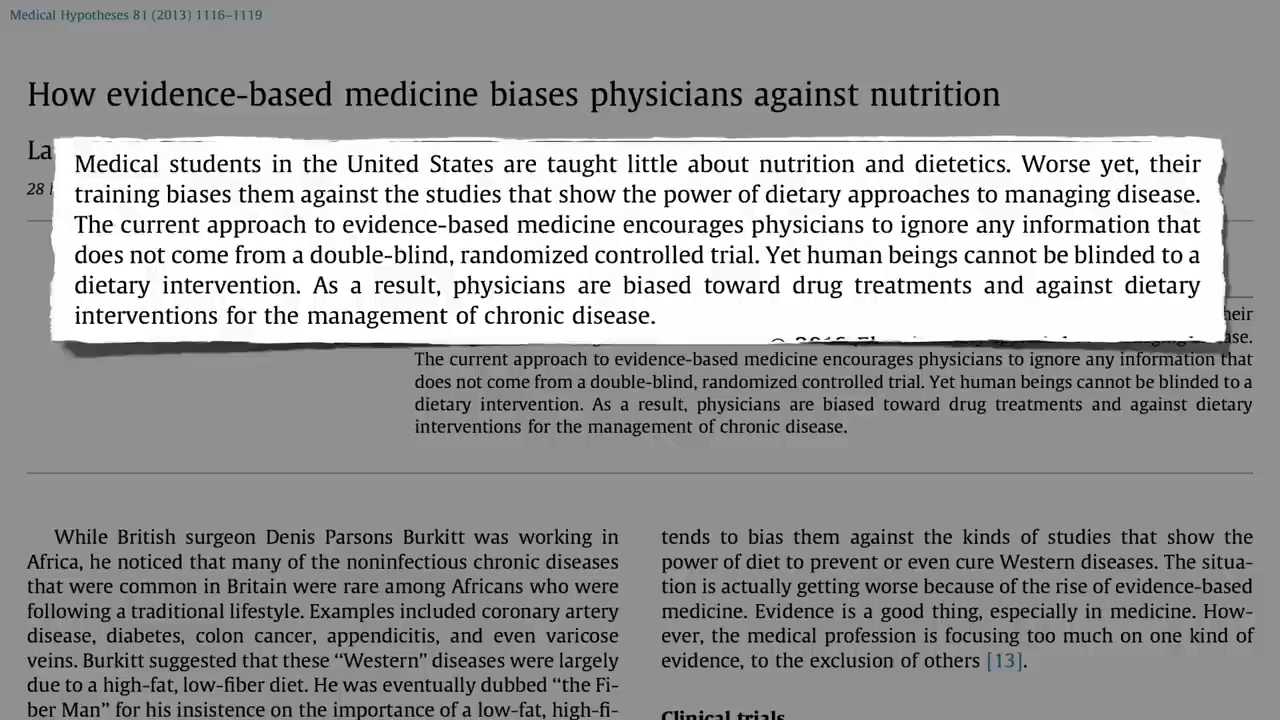 Medical Hypotheses 81 (2013) 1116–1119
How evidence-based medicine biases physicians against nutrition
La
28
Medical students in the United States are taught little about nutrition and dietetics. Worse yet, their
training biases them against the studies that show the power of dietary approaches to managing disease.
The current approach to evidence-based medicine encourages physicians to ignore any information that
does not come from a double-blind, randomized controlled trial. Yet human beings cannot be blinded to a
dietary intervention. As a result, physicians are biased toward drug treatments and against dietary
interventions for the management of chronic disease.
heir
ase.
The current approach to evidence-based medicine encourages physicians to ignore any information that
does not come from a double-blind, randomized controlled trial. Yet human beings cannot be blinded to a
dietary intervention. As a result, physicians are biased toward drug treatments and against dietary
interventions for the management of chronic disease.
While British surgeon Denis Parsons Burkitt was working in
Africa, he noticed that many of the noninfectious chronic diseases
that were common in Britain were rare among Africans who were
following a traditional lifestyle. Examples included coronary artery
disease, diabetes, colon cancer, appendicitis, and even varicose
veins. Burkitt suggested that these “Western” diseases were largely
due to a high-fat, low-fiber diet. He was eventually dubbed “the Fi-
ber Man” for his insistence on the importance of a low-fat, high-fi-
tends to bias them against the kinds of studies that show the
power of diet to prevent or even cure Western diseases. The situa-
tion is actually getting worse because of the rise of evidence-based
medicine. Evidence is a good thing, especially in medicine. How-
ever, the medical profession is focusing too much on one kind of
evidence, to the exclusion of others [13].
Clinical trials